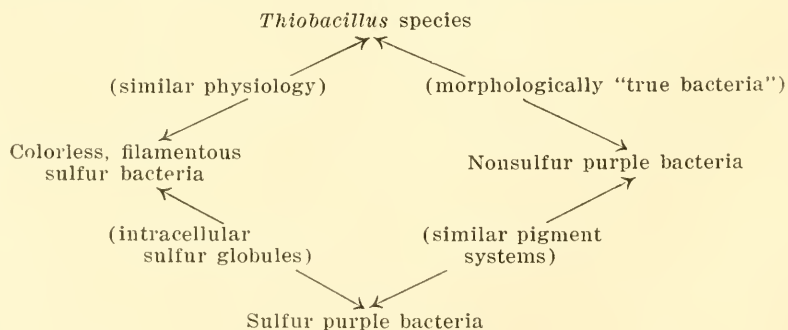 Thiobacillus species
(similar physiology)
(morphologically "true bacteria")
Colorless, filamentous
sulfur bacteria
Nonsulfur purple bacteria
(intracellular
sulfur globules)
(similar pigment
systems)
Sulfur purple bacteria